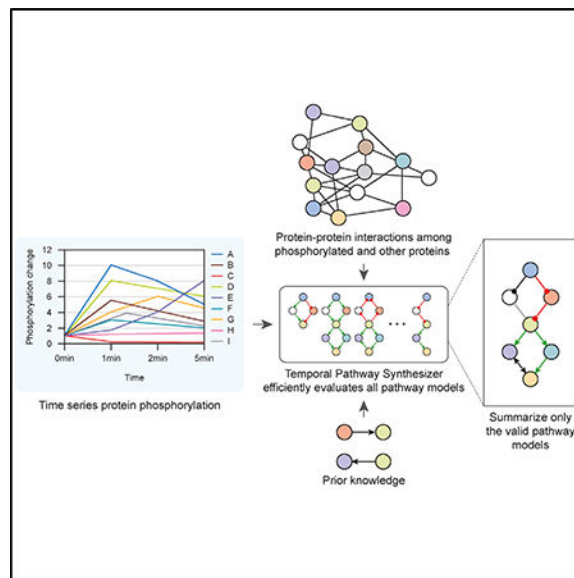 Protein-protein interactions among
phosphorylated and other proteins
12
10
8
6
4
2
0
Phosphorylation change
0min 1min 2min 5min
Time
A
B
C
D
E
F
G
H
I
Time series protein phosphorylation
...
Temporal Pathway Synthesizer
efficiently evaluates all pathway models
Prior knowledge
Summarize only
the valid pathway
models